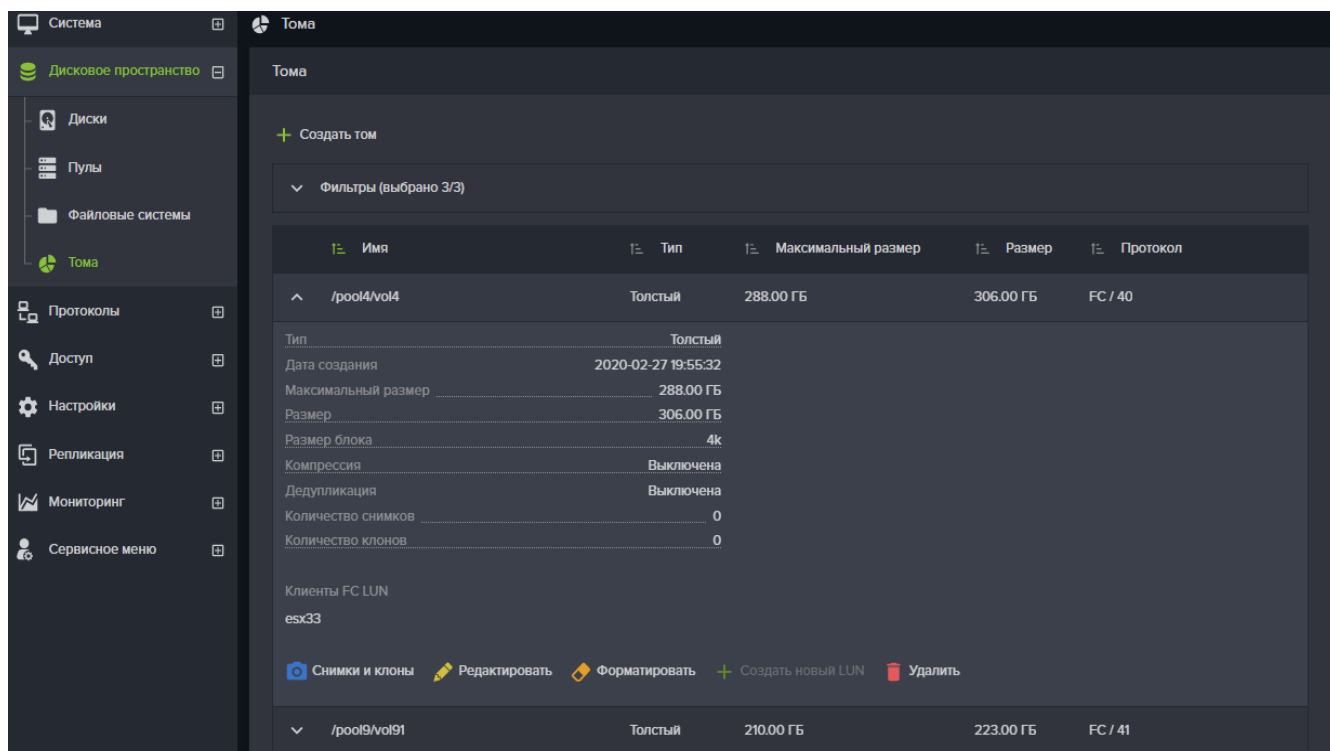 Система
Тома
Дисковое пространство
Тома
Диски
Создать том
Пулы
Фильтры (выбрано 3/3)
Файловые системы
Имя Тип Максимальный размер Размер Протокол
Тома
/pool4/vol4 Толстый 288.00 ГБ 306.00 ГБ FC / 40
Протоколы
Тип Толстый
Доступ
Дата создания 2020-02-27 19:55:32
Максимальный размер 288.00 ГБ
Настройки
Размер 306.00 ГБ
Размер блока 4k
Репликация
Компрессия Выключена
Дедупликация Выключена
Мониторинг
Количество снимков 0
Количество клонов 0
Сервисное меню
Клиенты FC LUN
esx33
Снимки и клоны Редактировать Форматировать Создать новый LUN Удалить
/pool9/vol91 Толстый 210.00 ГБ 223.00 ГБ FC / 41